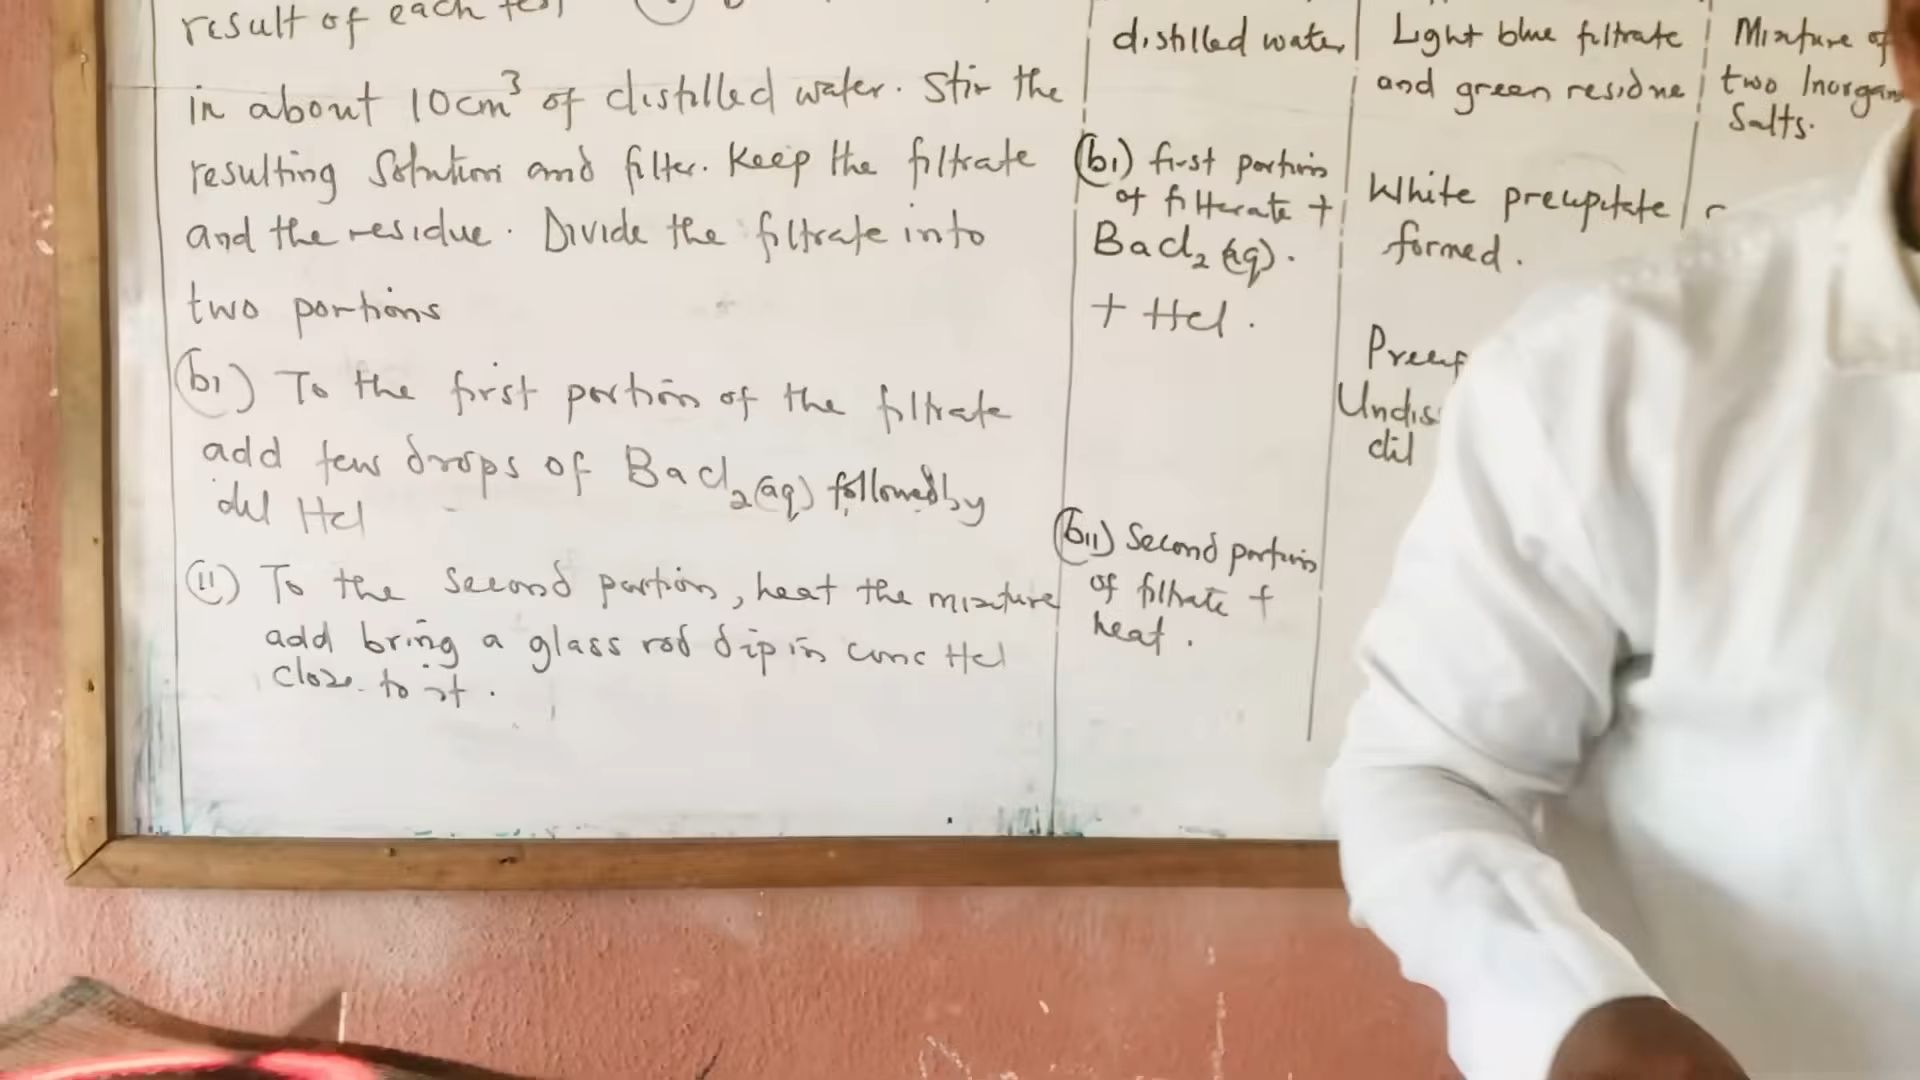 result of each test
in about 10cm³ of distilled water. Stir the
resulting Solution and filter. Keep the filtrate
and the residue. Divide the filtrate into
two portions
(bi) To the first portion of the filtrate
add few drops of BaCl₂(aq) followed by
dil Hcl
(ii) To the Second portion, heat the mixture
add bring a glass rod dip in conc Hcl
close to it.
distilled water
(bi) first portion
of filterate +
BaCl₂(aq).
+ Hcl.
(bii) Second portion
of filtrate +
heat.
Light blue filtrate
and green residue
White precipitate
formed.
dil
Mixture of
two Inorgan
Salts.